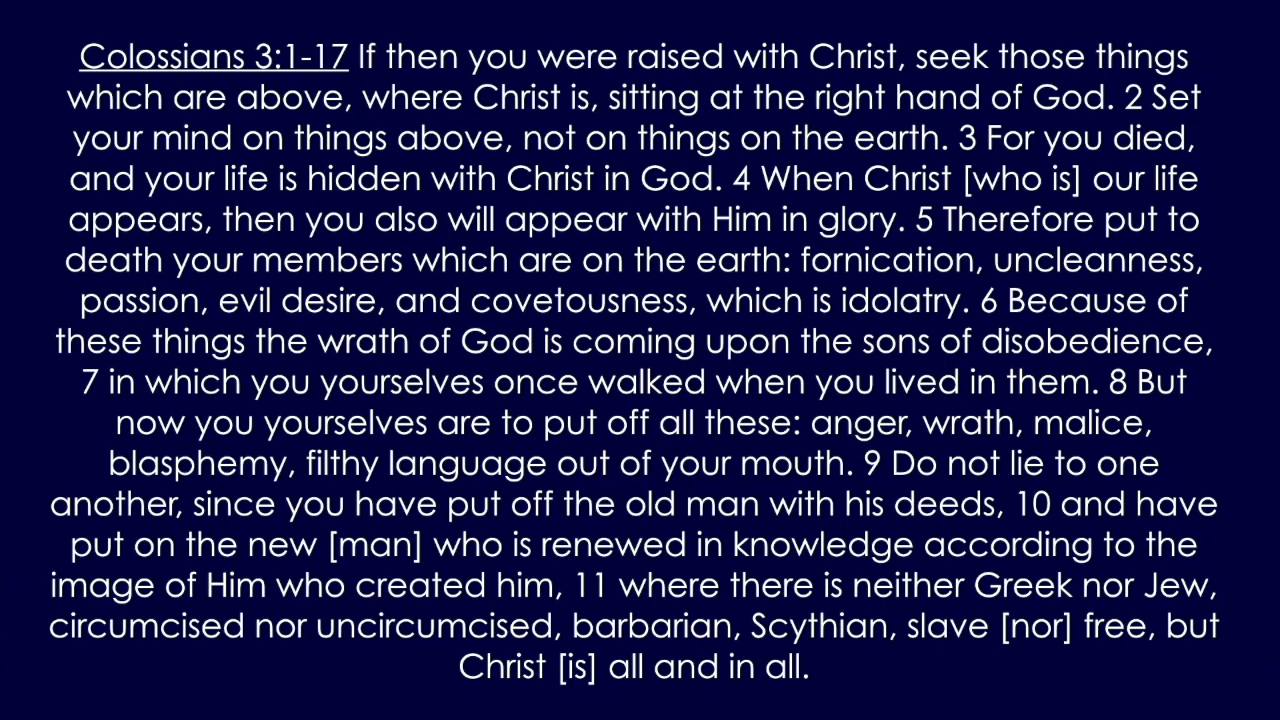 Colossians 3:1-17 If then you were raised with Christ, seek those things
which are above, where Christ is, sitting at the right hand of God. 2 Set
your mind on things above, not on things on the earth. 3 For you died,
and your life is hidden with Christ in God. 4 When Christ [who is] our life
appears, then you also will appear with Him in glory. 5 Therefore put to
death your members which are on the earth: fornication, uncleanness,
passion, evil desire, and covetousness, which is idolatry. 6 Because of
these things the wrath of God is coming upon the sons of disobedience,
7 in which you yourselves once walked when you lived in them. 8 But
now you yourselves are to put off all these: anger, wrath, malice,
blasphemy, filthy language out of your mouth. 9 Do not lie to one
another, since you have put off the old man with his deeds, 10 and have
put on the new [man] who is renewed in knowledge according to the
image of Him who created him, 11 where there is neither Greek nor Jew,
circumcised nor uncircumcised, barbarian, Scythian, slave [nor] free, but
Christ [is] all and in all.